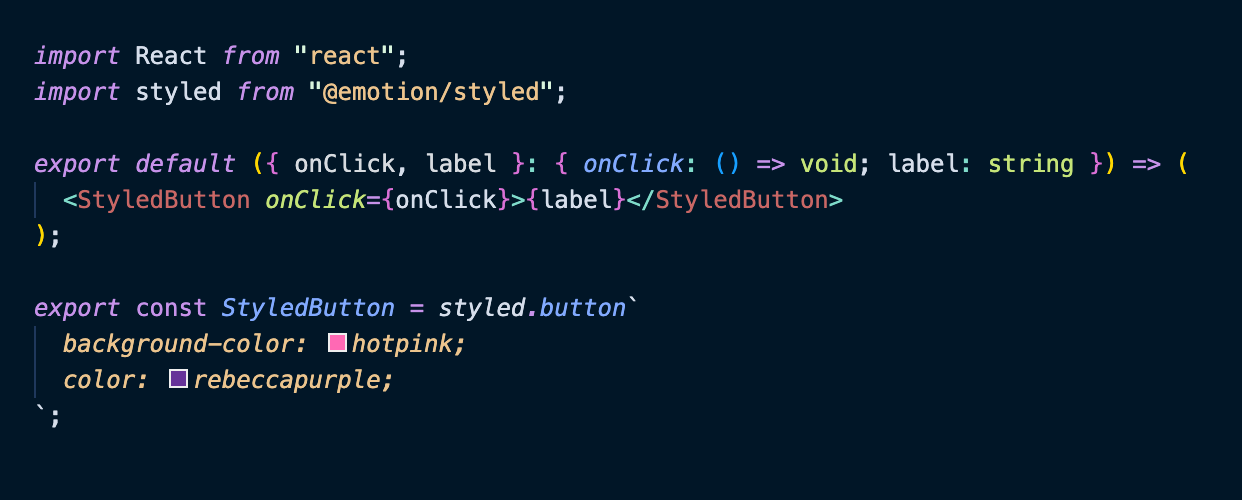 import React from "react";
import styled from "@emotion/styled";
export default ({ onClick, label }: { onClick: () => void; label: string }) => (
<StyledButton onClick={onClick}>{label}</StyledButton>
);
export const StyledButton = styled.button`
background-color: hotpink;
color: rebeccapurple;
`;